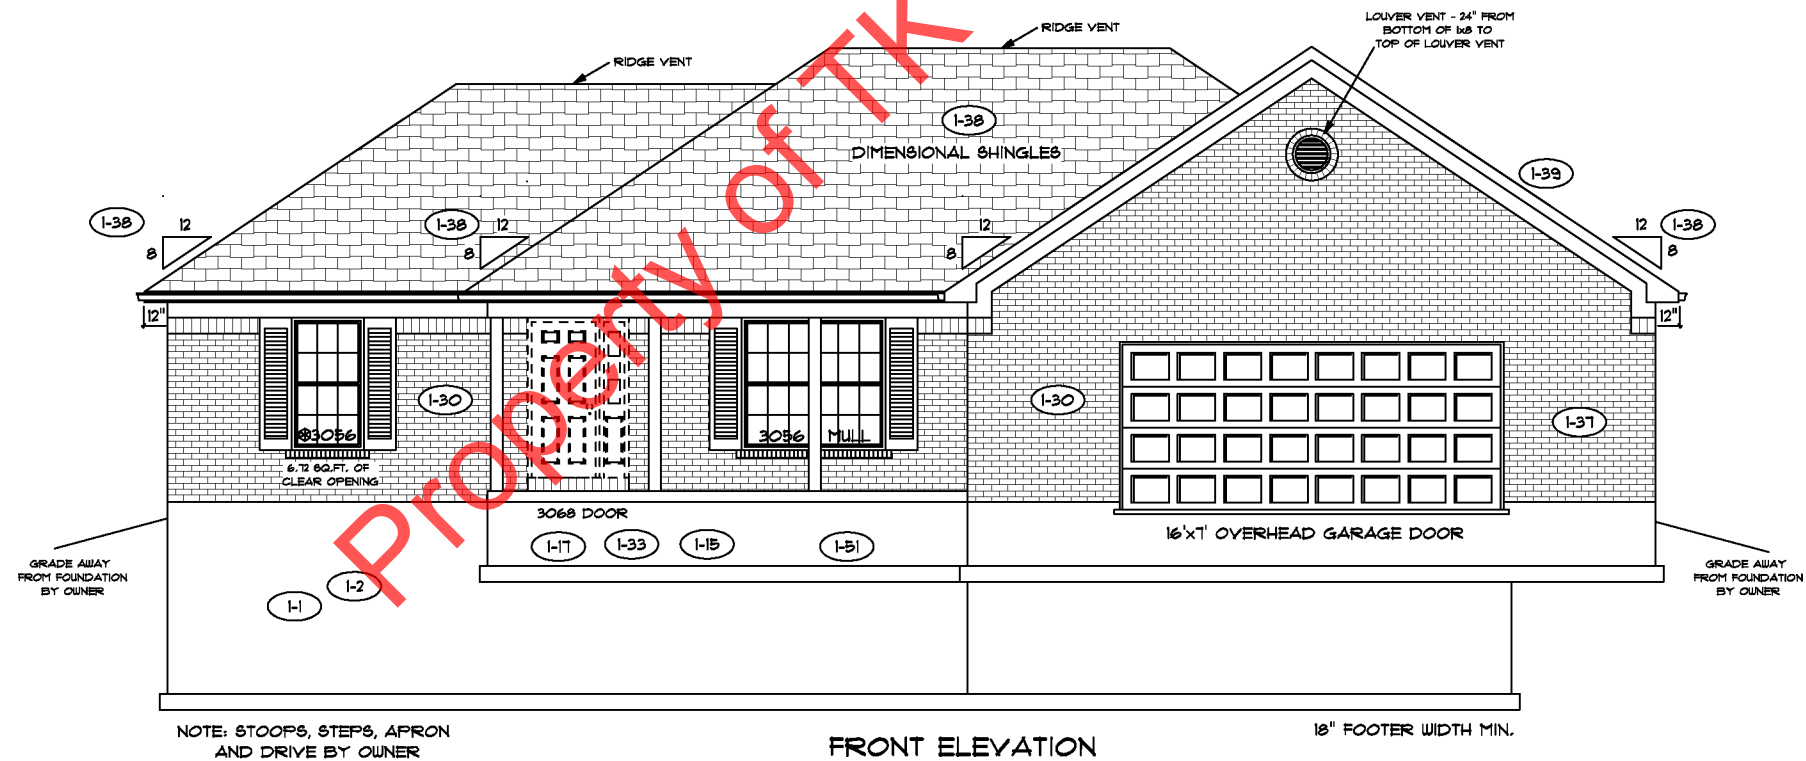 LOUVER VENT - 24" FROM
BOTTOM OF 1x8 TO
TOP OF LOUVER VENT
RIDGE VENT
RIDGE VENT
1-38
DIMENSIONAL SHINGLES
1-39
1-38
12
8
1-38
12
8
12
8
12
8
1-38
12"
12"
1-30
1-30
1-37
3056
3056 MULL
6.72 SQ.FT. OF
CLEAR OPENING
3068 DOOR
16'x7' OVERHEAD GARAGE DOOR
1-17
1-33
1-15
1-51
GRADE AWAY
FROM FOUNDATION
BY OWNER
GRADE AWAY
FROM FOUNDATION
BY OWNER
1-2
1-1
NOTE: STOOPS, STEPS, APRON
AND DRIVE BY OWNER
FRONT ELEVATION
18" FOOTER WIDTH MIN.
Property of TK